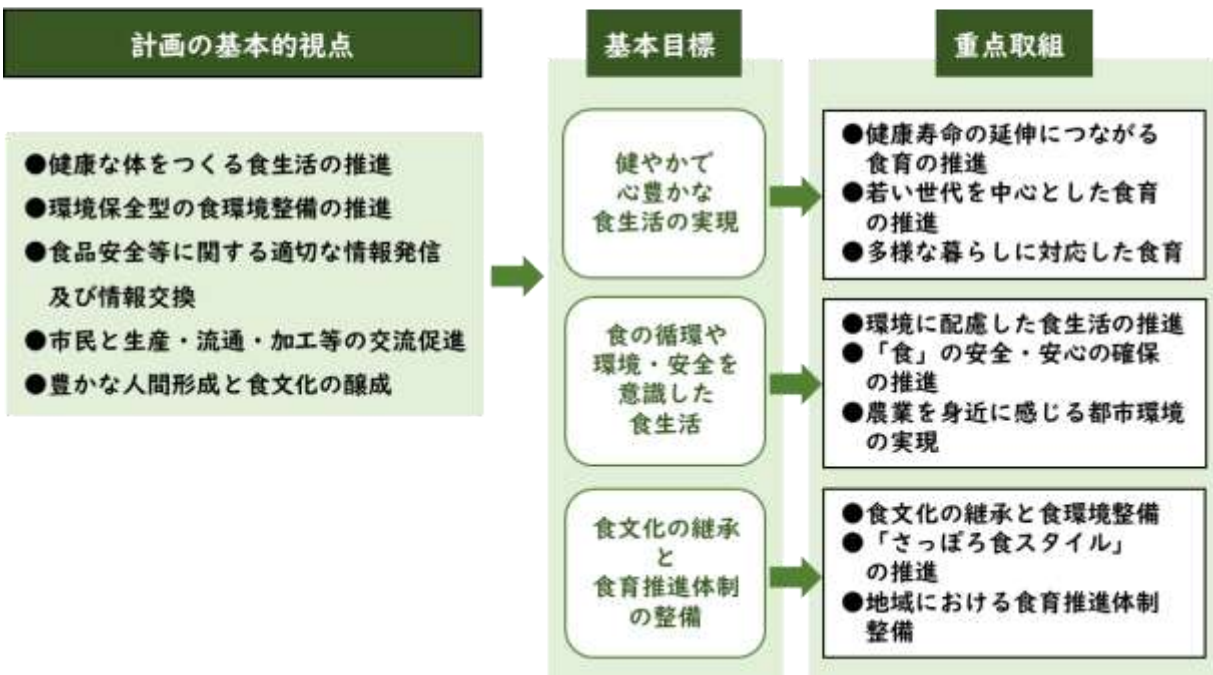 計画の基本的視点
●健康な体をつくる食生活の推進
●環境保全型の食環境整備の推進
●食品安全等に関する適切な情報発信
及び情報交換
●市民と生産・流通・加工等の交流促進
●豊かな人間形成と食文化の醸成
基本目標
健やかで
心豊かな
食生活の実現
食の循環や
環境・安全を
意識した
食生活
食文化の継承
と
食育推進体制
の整備
重点取組
●健康寿命の延伸につながる
食育の推進
●若い世代を中心とした食育
の推進
●多様な暮らしに対応した食育
●環境に配慮した食生活の推進
●「食」の安全・安心の確保
の推進
●農業を身近に感じる都市環境
の実現
●食文化の継承と食環境整備
●「さっぽろ食スタイル」
の推進
●地域における食育推進体制
整備